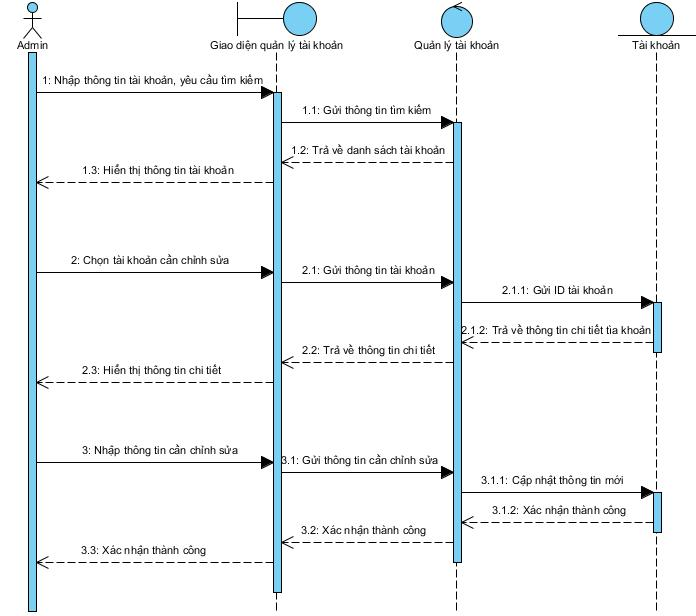 Admin
Giao diện quản lý tài khoản
Quản lý tài khoản
Tài khoản
1: Nhập thông tin tài khoản, yêu cầu tìm kiếm
1.1: Gửi thông tin tìm kiếm
1.2: Trả về danh sách tài khoản
1.3: Hiển thị thông tin tài khoản
2: Chọn tài khoản cần chỉnh sửa
2.1: Gửi thông tin tài khoản
2.1.1: Gửi ID tài khoản
2.1.2: Trả về thông tin chi tiết tìa khoản
2.2: Trả về thông tin chi tiết
2.3: Hiển thị thông tin chi tiết
3: Nhập thông tin cần chỉnh sửa
3.1: Gửi thông tin cần chỉnh sửa
3.1.1: Cập nhật thông tin mới
3.1.2: Xác nhận thành công
3.2: Xác nhận thành công
3.3: Xác nhận thành công